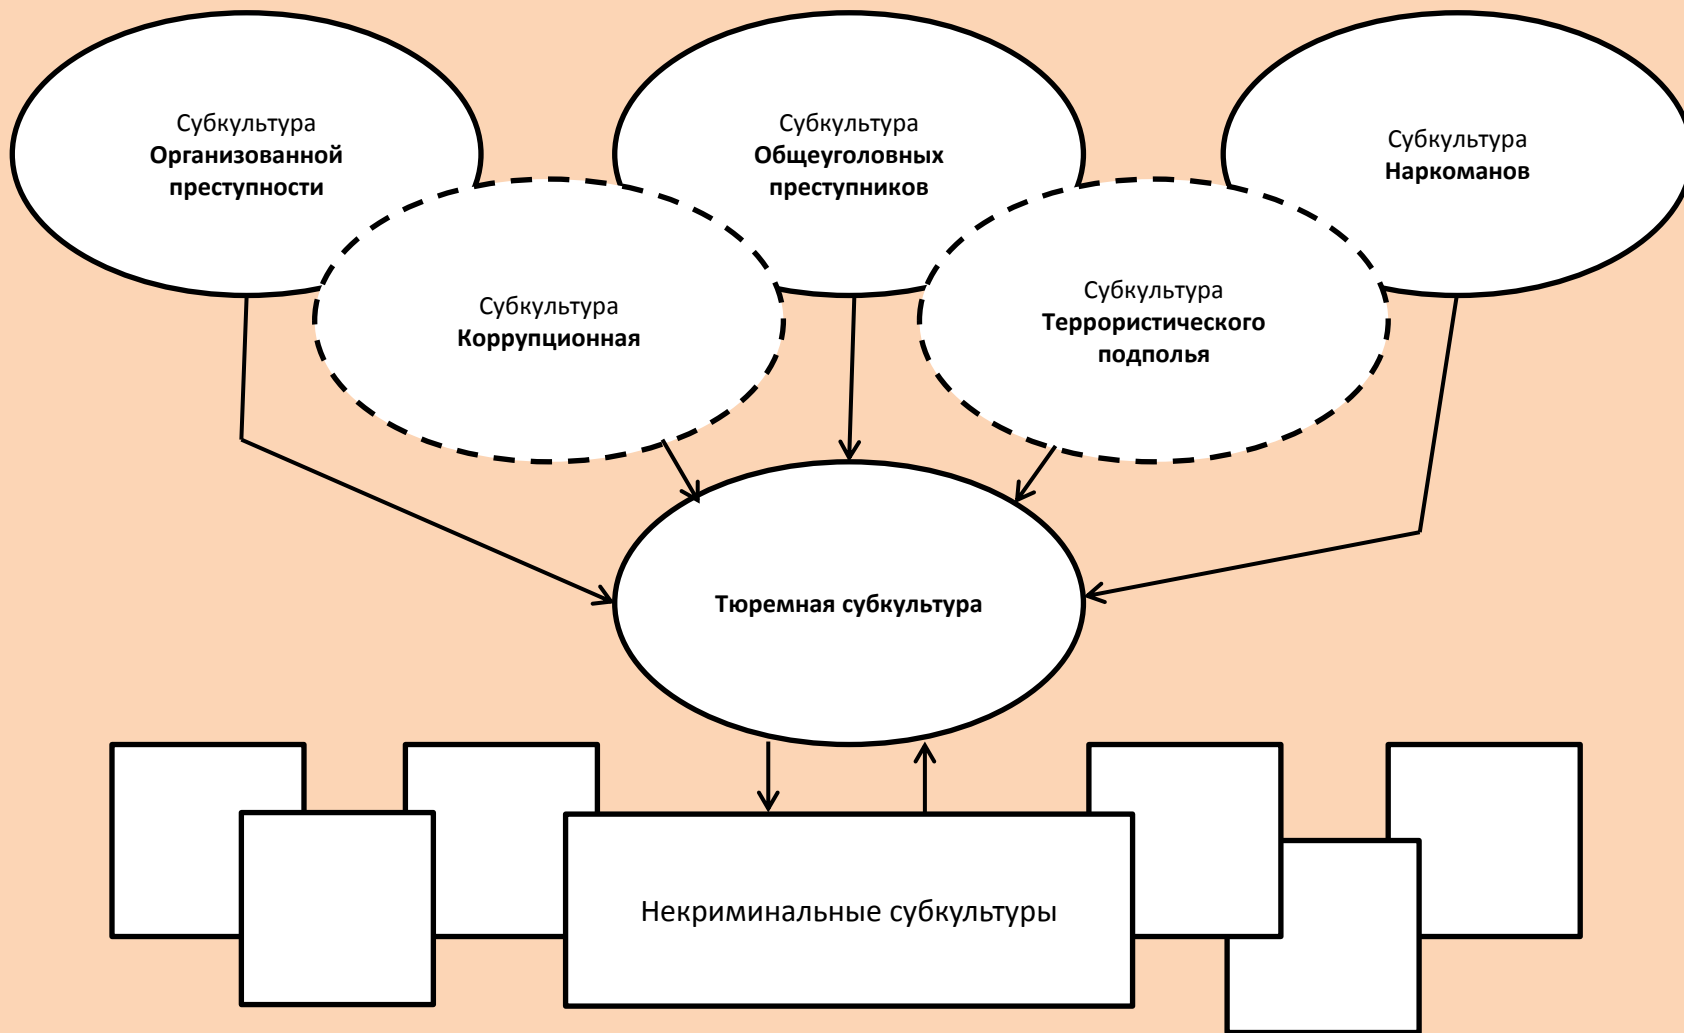 Субкультура
Организованной
преступности
Субкультура
Общеуголовных
преступников
Субкультура
Наркоманов
Субкультура
Коррупционная
Субкультура
Террористического
подполья
Тюремная субкультура
Некриминальные субкультуры